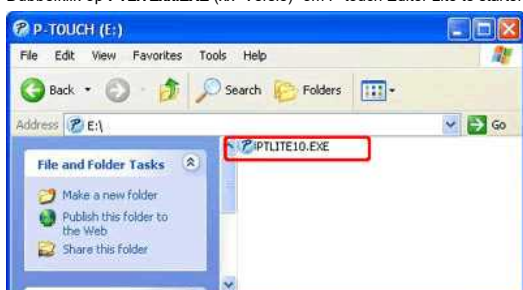 P-TOUCH (E:)
File Edit View Favorites Tools Help
Back Search Folders
Address E:\ Go
File and Folder Tasks
PTLITE10.EXE
Make a new folder
Publish this folder to
the Web
Share this folder